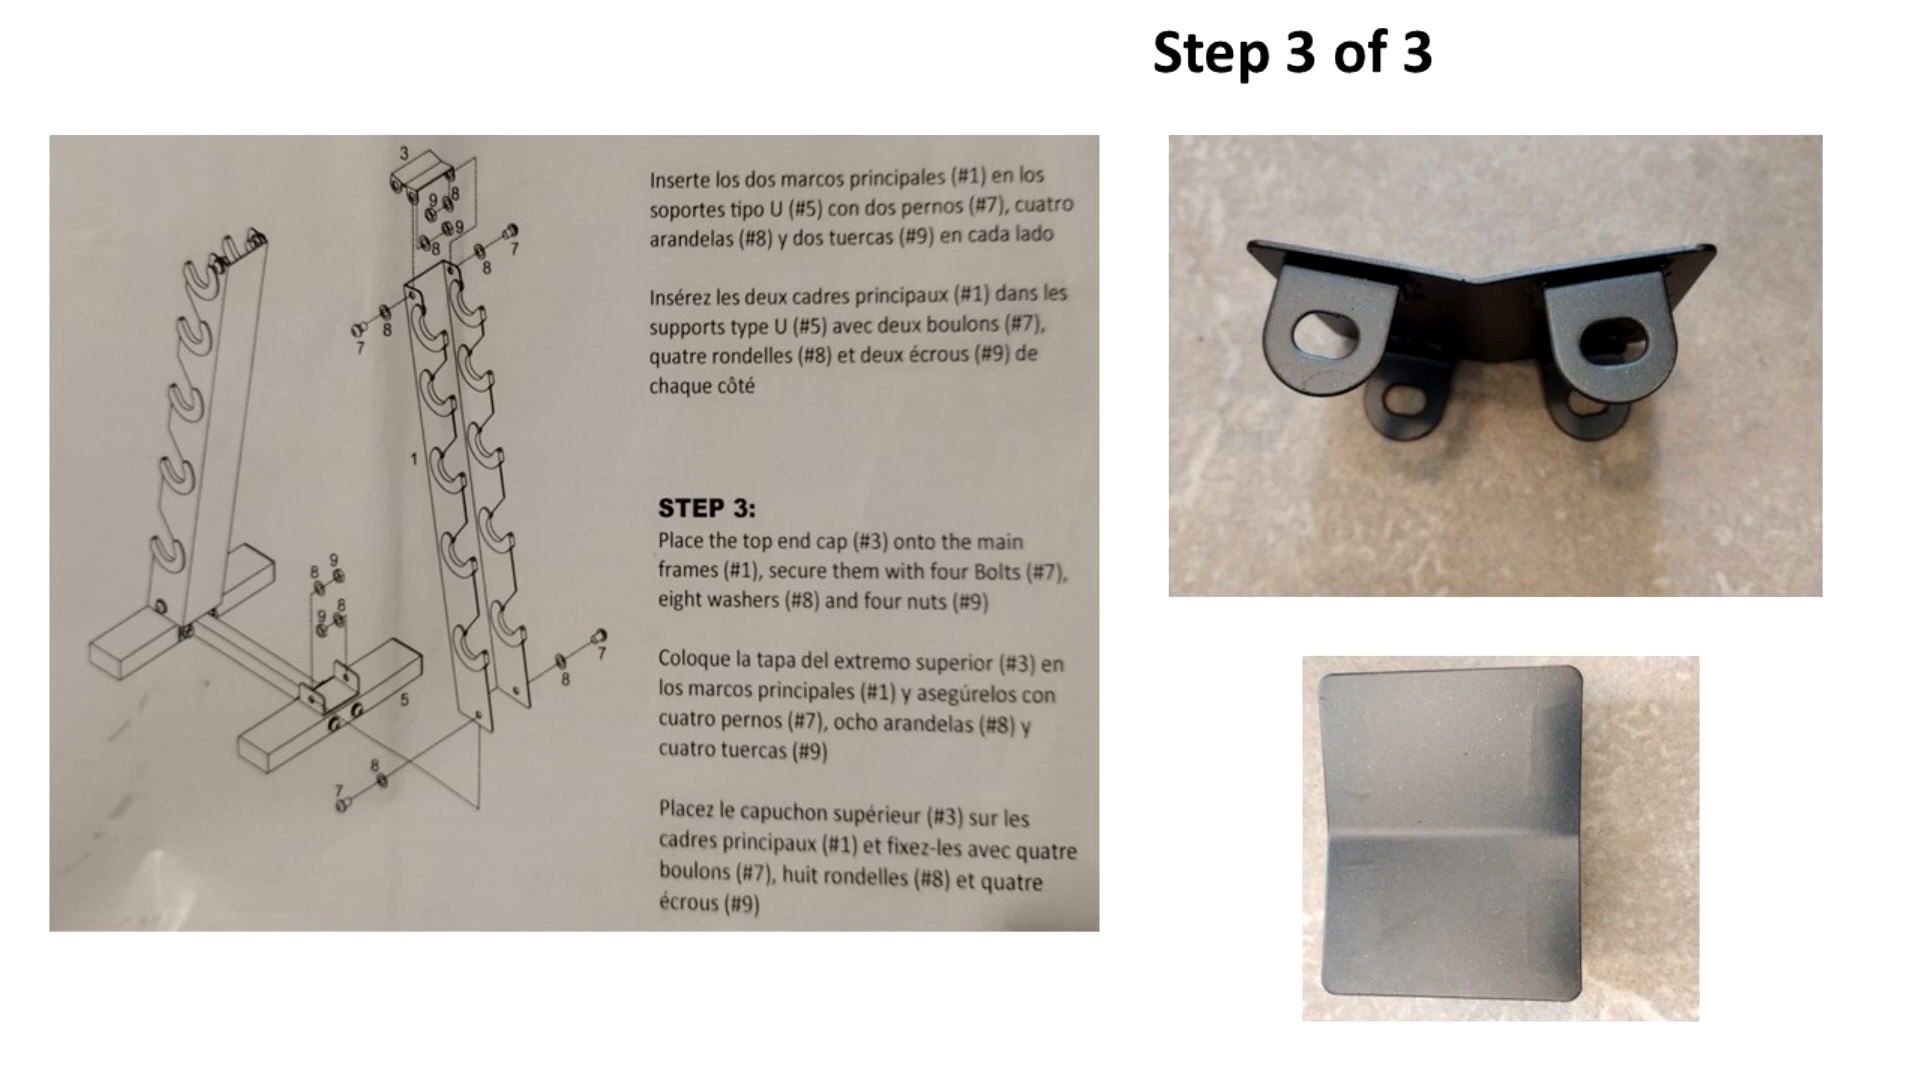 Step 3 of 3
3
9
8
9
8
7
8
8
7
1
9
8
8
9
5
7
8
8
7
Inserte los dos marcos principales (#1) en los
soportes tipo U (#5) con dos pernos (#7), cuatro
arandelas (#8) y dos tuercas (#9) en cada lado
Insérez les deux cadres principaux (#1) dans les
supports type U (#5) avec deux boulons (#7),
quatre rondelles (#8) et deux écrous (#9) de
chaque côté
STEP 3:
Place the top end cap (#3) onto the main
frames (#1), secure them with four Bolts (#7),
eight washers (#8) and four nuts (#9)
Coloque la tapa del extremo superior (#3) en
los marcos principales (#1) y asegúrelos con
cuatro pernos (#7), ocho arandelas (#8) y
cuatro tuercas (#9)
Placez le capuchon supérieur (#3) sur les
cadres principaux (#1) et fixez-les avec quatre
boulons (#7), huit rondelles (#8) et quatre
écrous (#9)